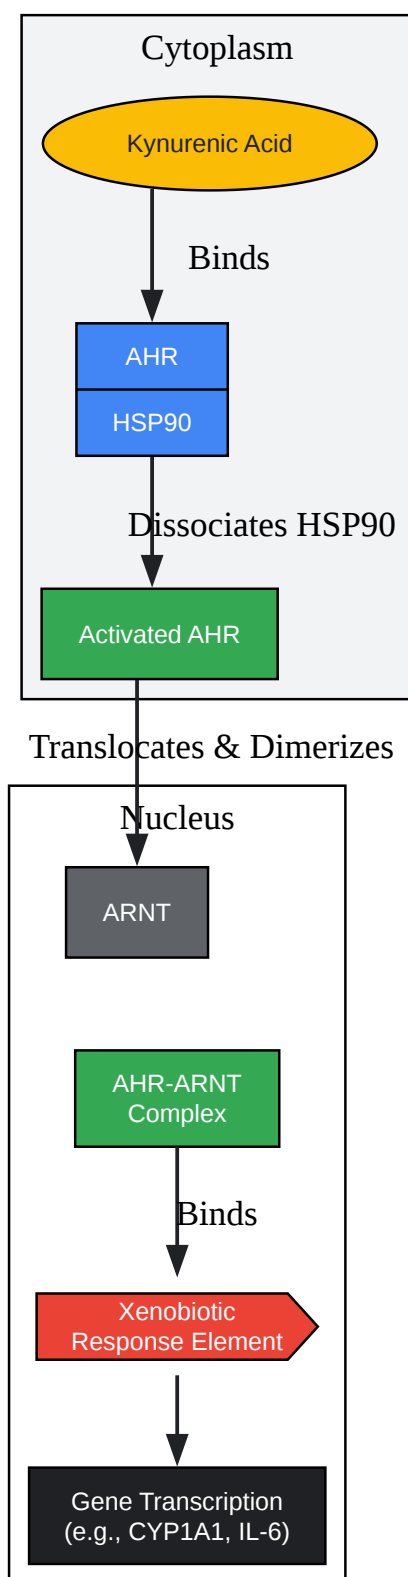 Cytoplasm
Kynurenic Acid
Binds
AHR
HSP90
Dissociates HSP90
Activated AHR
Translocates & Dimerizes
Nucleus
ARNT
AHR-ARNT
Complex
Binds
Xenobiotic
Response Element
Gene Transcription
(e.g., CYP1A1, IL-6)